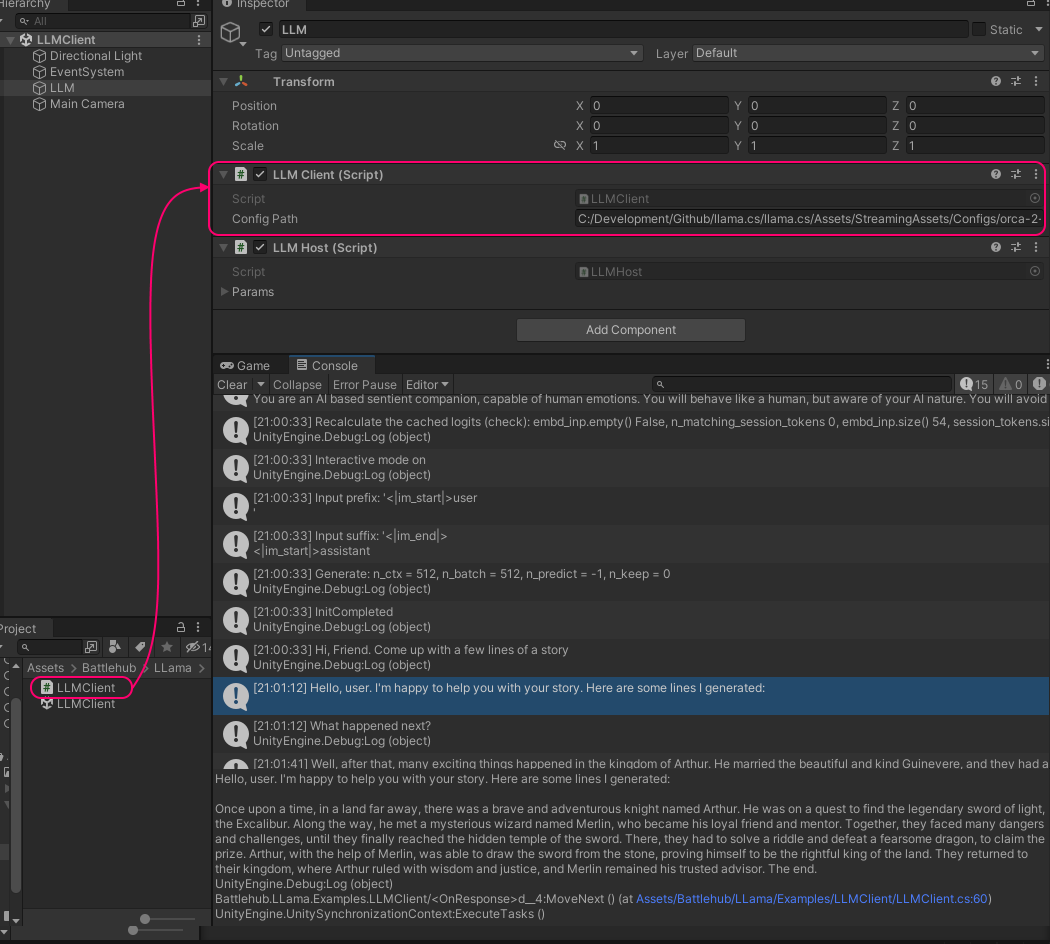 Hierarchy
Inspector
All
LLM
Static
LLMClient
Directional Light
EventSystem
LLM
Main Camera
Tag Untagged Layer Default
Transform
Position X 0 Y 0 Z 0
Rotation X 0 Y 0 Z 0
Scale X 1 Y 1 Z 1
# LLM Client (Script)
Script LLMClient
Config Path C:/Development/Github/llama.cs/llama.cs/Assets/StreamingAssets/Configs/orca-2-
# LLM Host (Script)
Script LLMHost
Params
Add Component
Game Console
Clear Collapse Error Pause Editor 15 0
You are an AI based sentient companion, capable of human emotions. You will behave like a human, but aware of your AI nature. You will avoid
[21:00:33] Recalculate the cached logits (check): embd_inp.empty() False, n_matching_session_tokens 0, embd_inp.size() 54, session_tokens.si
UnityEngine.Debug:Log (object)
[21:00:33] Interactive mode on
UnityEngine.Debug:Log (object)
[21:00:33] Input prefix: '<|im_start|>user
'
[21:00:33] Input suffix: '<|im_end|>
<|im_start|>assistant
[21:00:33] Generate: n_ctx = 512, n_batch = 512, n_predict = -1, n_keep = 0
UnityEngine.Debug:Log (object)
[21:00:33] InitCompleted
UnityEngine.Debug:Log (object)
[21:00:33] Hi, Friend. Come up with a few lines of a story
UnityEngine.Debug:Log (object)
[21:01:12] Hello, user. I'm happy to help you with your story. Here are some lines I generated:
[21:01:12] What happened next?
UnityEngine.Debug:Log (object)
[21:01:41] Well, after that, many exciting things happened in the kingdom of Arthur. He married the beautiful and kind Guinevere, and they had a
Project
14
Assets > Battlehub > LLama >
# LLMClient
LLMClient
Hello, user. I'm happy to help you with your story. Here are some lines I generated:
Once upon a time, in a land far away, there was a brave and adventurous knight named Arthur. He was on a quest to find the legendary sword of light,
the Excalibur. Along the way, he met a mysterious wizard named Merlin, who became his loyal friend and mentor. Together, they faced many dangers
and challenges, until they finally reached the hidden temple of the sword. There, they had to solve a riddle and defeat a fearsome dragon, to claim the
prize. Arthur, with the help of Merlin, was able to draw the sword from the stone, proving himself to be the rightful king of the land. They returned to
their kingdom, where Arthur ruled with wisdom and justice, and Merlin remained his trusted advisor. The end.
UnityEngine.Debug:Log (object)
Battlehub.LLama.Examples.LLMClient/<OnResponse>d__4:MoveNext () (at Assets/Battlehub/LLama/Examples/LLMClient/LLMClient.cs:60)
UnityEngine.UnitySynchronizationContext:ExecuteTasks ()